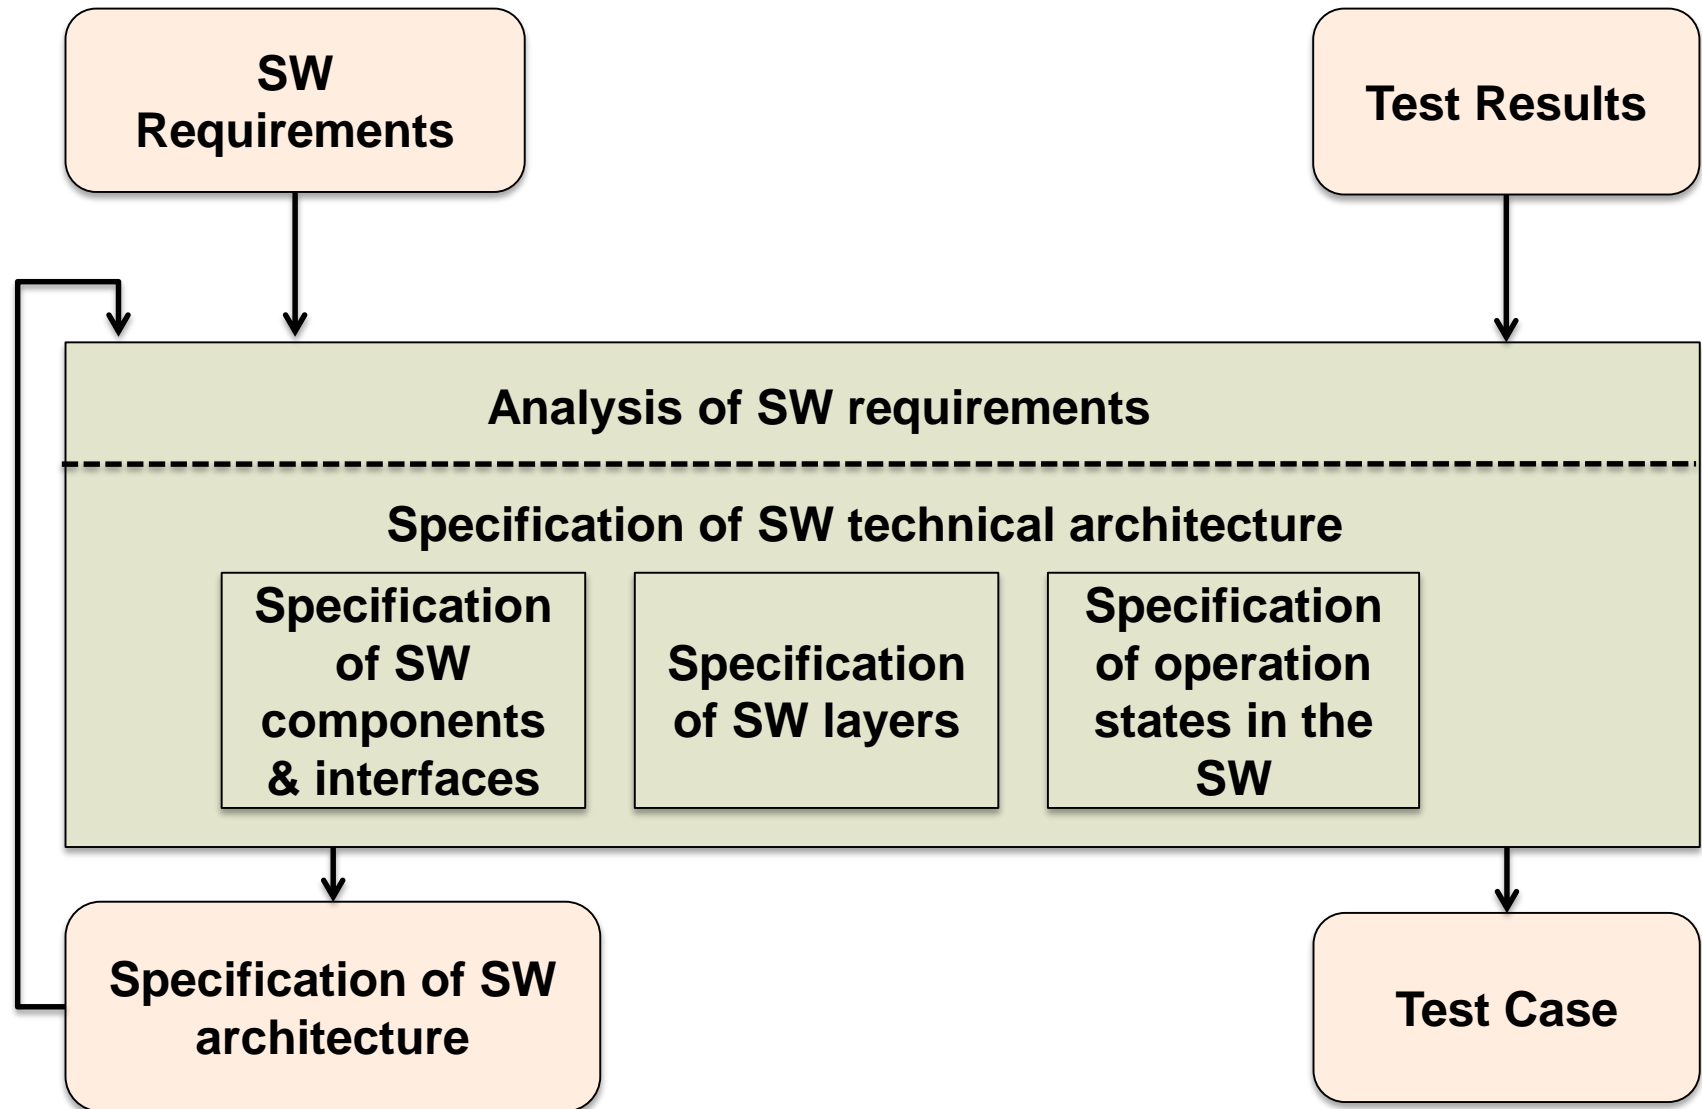 SW
Requirements
Test Results
Analysis of SW requirements
Specification of SW technical architecture
Specification
of SW
components
& interfaces
Specification
of SW layers
Specification
of operation
states in the
SW
Specification of SW
architecture
Test Case